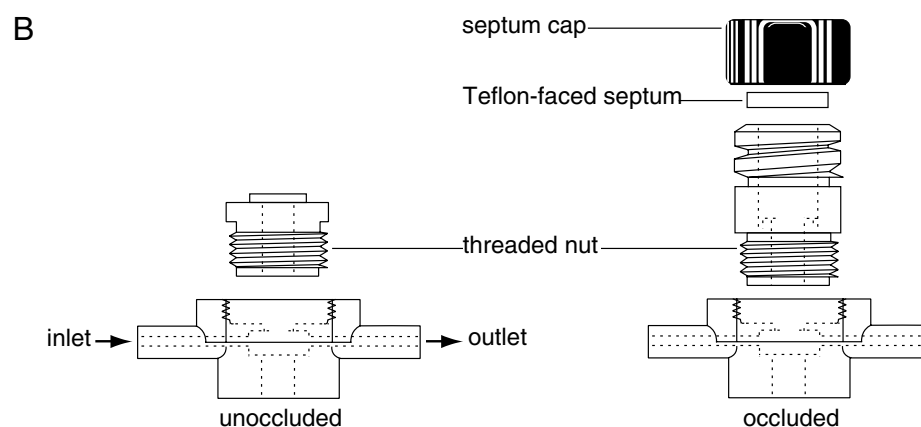 B
septum cap
Teflon-faced septum
threaded nut
inlet
outlet
unoccluded
occluded